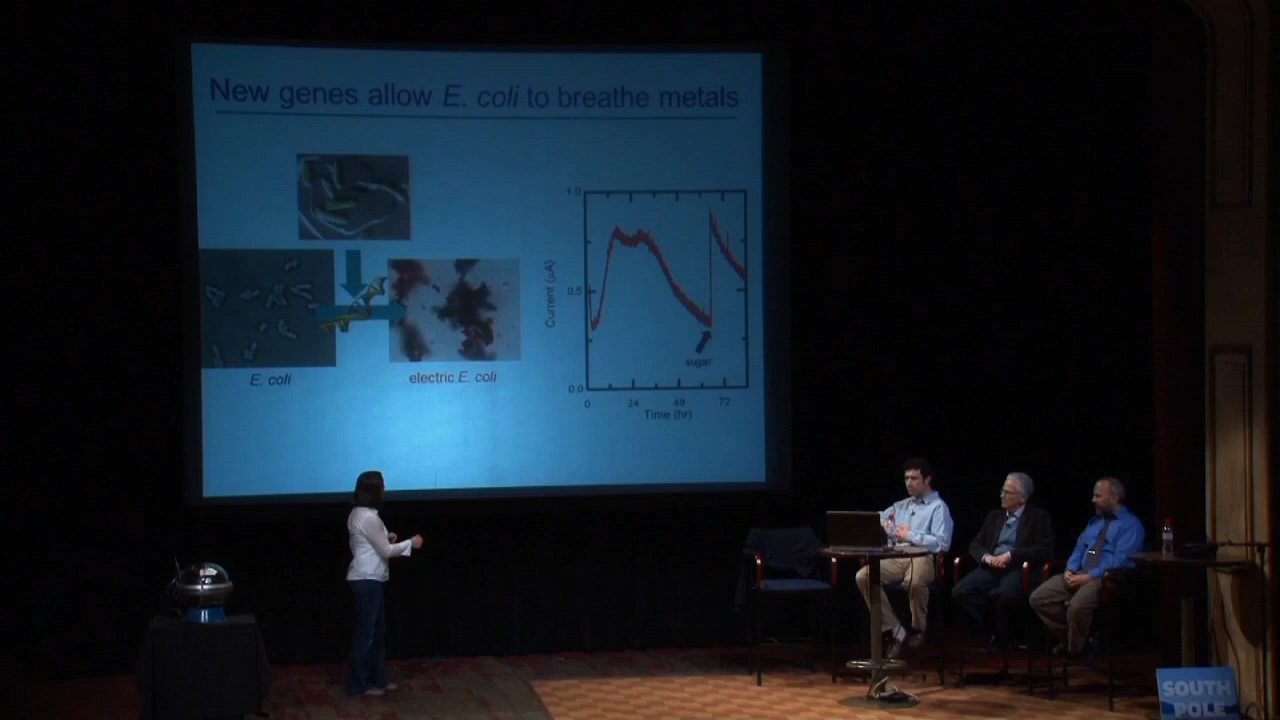 New genes allow E. coli to breathe metals
E. coli
electric E. coli
1.0
0.5
0.0
Current (µA)
sugar
0 24 48 72
Time (hr)
SOUTH
POLE